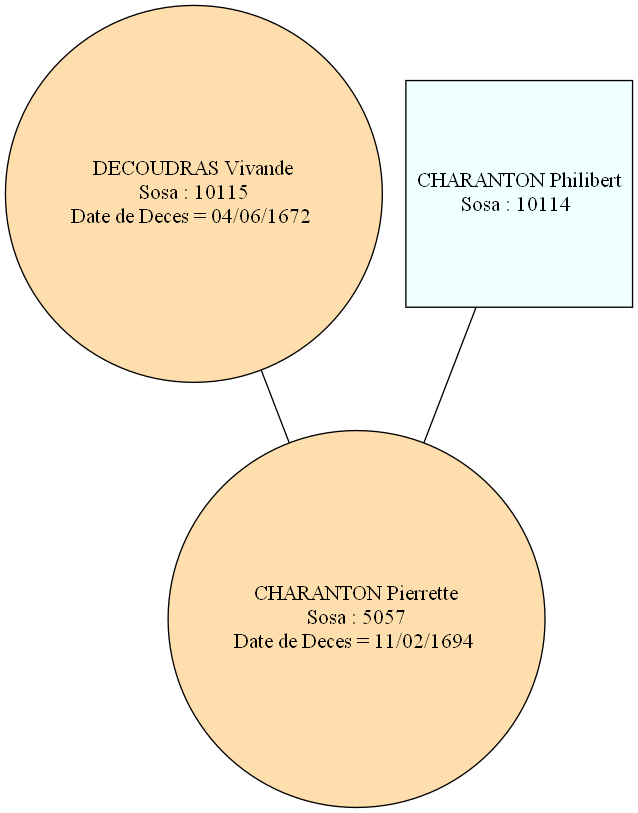 DECOUDRAS Vivande
Sosa : 10115
Date de Deces = 04/06/1672
CHARANTON Philibert
Sosa : 10114
CHARANTON Pierrette
Sosa : 5057
Date de Deces = 11/02/1694